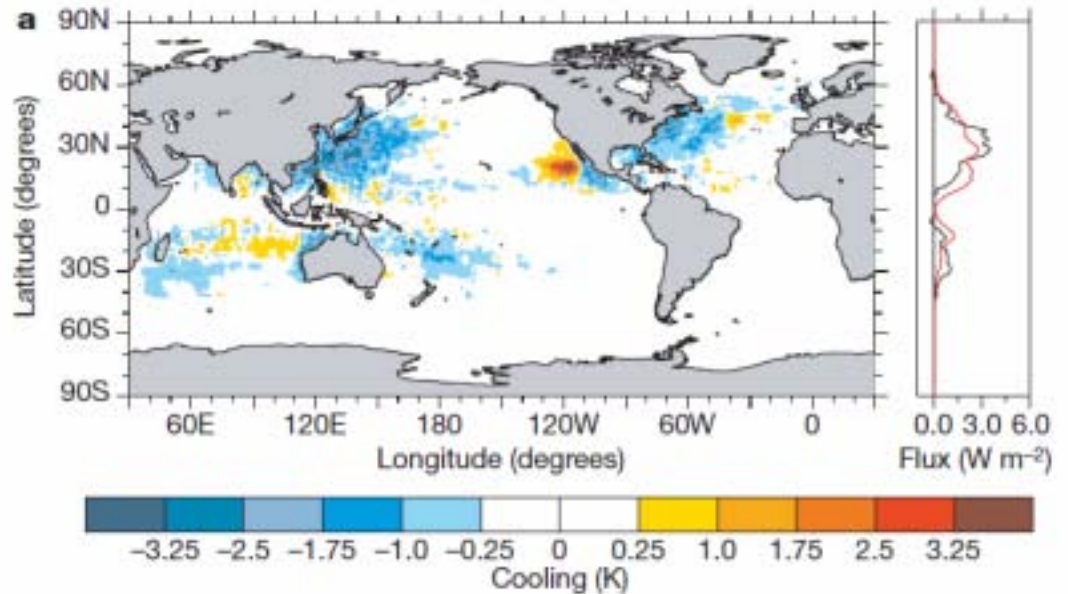 a
90N
60N
30N
0
30S
60S
90S
Latitude (degrees)
60E 120E 180 120W 60W 0
Longitude (degrees)
0.0 3.0 6.0
Flux (W m⁻²)
−3.25 −2.5 −1.75 −1.0 −0.25 0 0.25 1.0 1.75 2.5 3.25
Cooling (K)